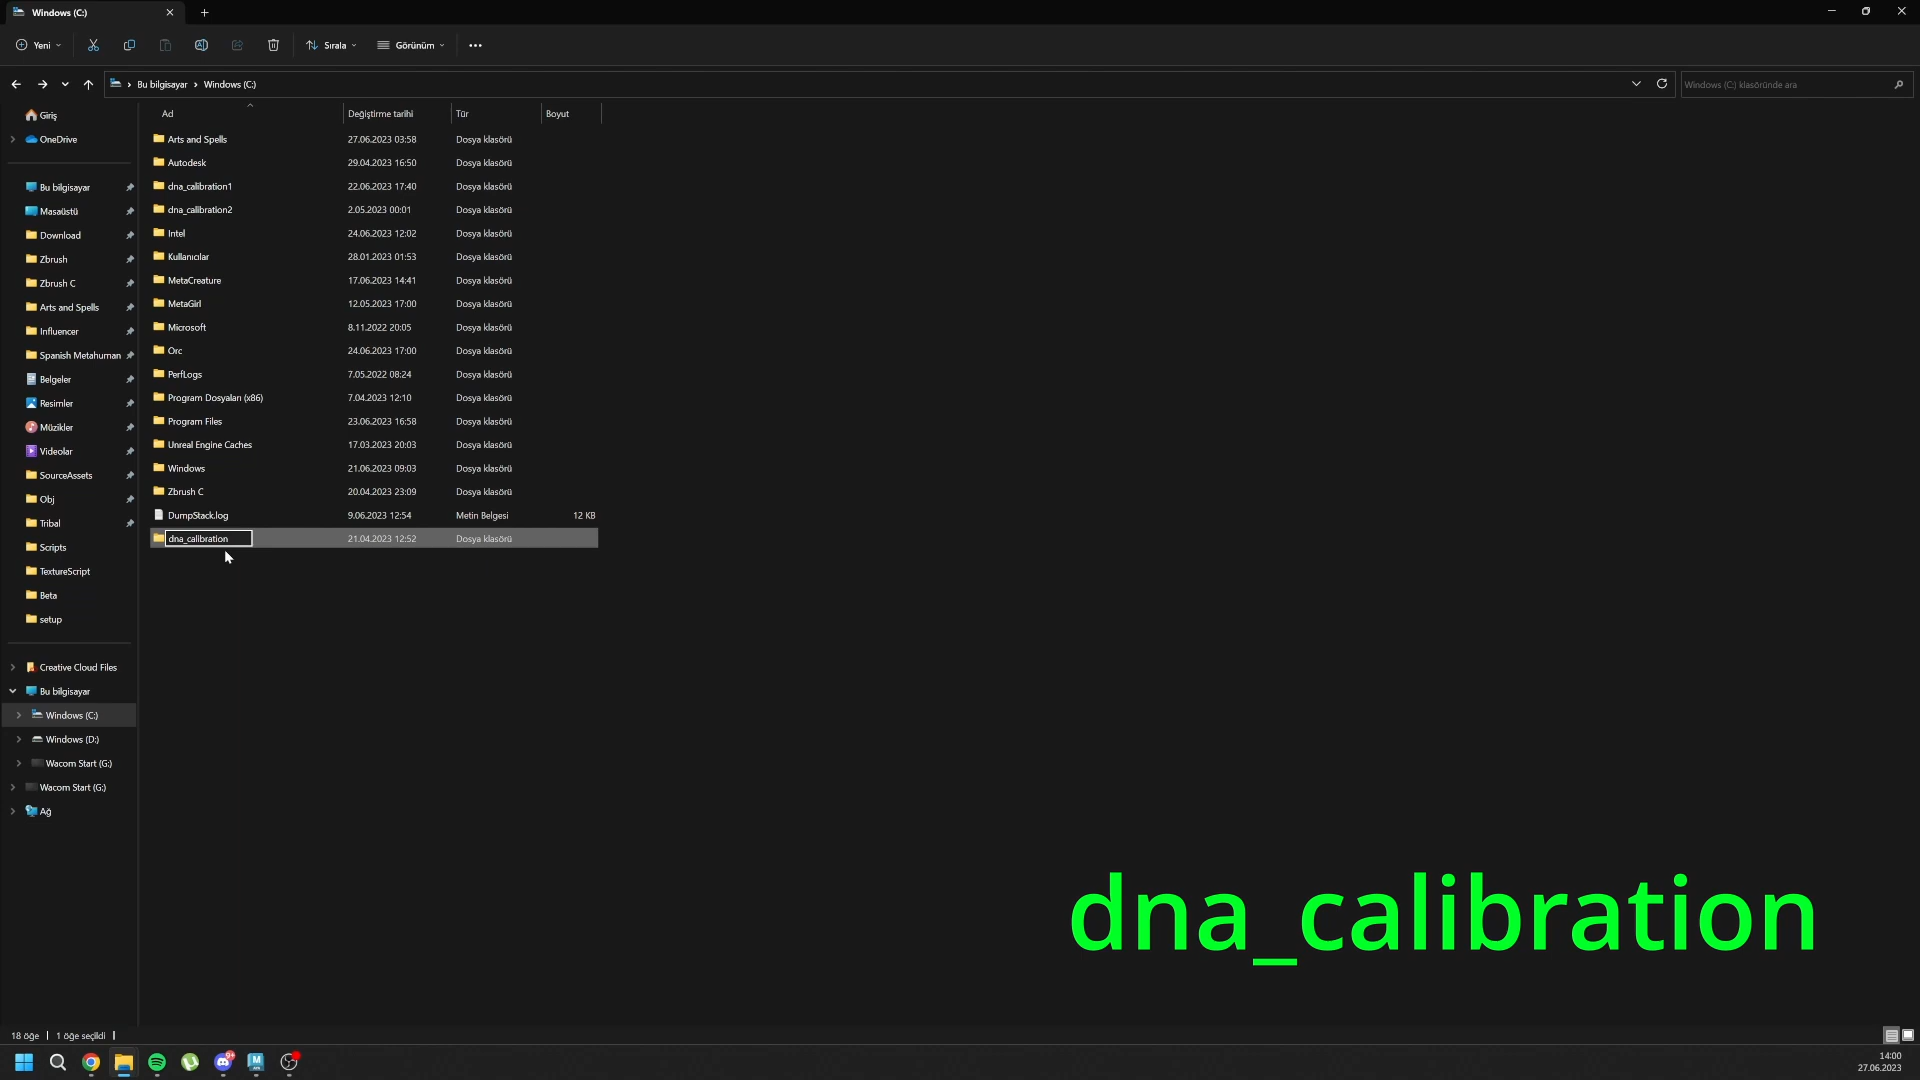 Windows (C:)
Yeni
Sırala
Görünüm
Bu bilgisayar
Windows (C:)
Windows (C:) klasöründe ara
Ad
Değiştirme tarihi
Tür
Boyut
Giriş
OneDrive
Bu bilgisayar
Masaüstü
Download
Zbrush
Zbrush C
Arts and Spells
Influencer
Spanish Metahuman
Belgeler
Resimler
Müzikler
Videolar
SourceAssets
Obj
Tribal
Scripts
TextureScript
Beta
setup
Creative Cloud Files
Bu bilgisayar
Windows (C:)
Windows (D:)
Wacom Start (G:)
Wacom Start (G:)
Ağ
Arts and Spells 27.06.2023 03:58 Dosya klasörü
Autodesk 29.04.2023 16:50 Dosya klasörü
dna_calibration1 22.06.2023 17:40 Dosya klasörü
dna_calibration2 2.05.2023 00:01 Dosya klasörü
Intel 24.06.2023 12:02 Dosya klasörü
Kullanıcılar 28.01.2023 01:53 Dosya klasörü
MetaCreature 17.06.2023 14:41 Dosya klasörü
MetaGirl 12.05.2023 17:00 Dosya klasörü
Microsoft 8.11.2022 20:05 Dosya klasörü
Orc 24.06.2023 17:00 Dosya klasörü
PerfLogs 7.05.2022 08:24 Dosya klasörü
Program Dosyaları (x86) 7.04.2023 12:10 Dosya klasörü
Program Files 23.06.2023 16:58 Dosya klasörü
Unreal Engine Caches 17.03.2023 20:03 Dosya klasörü
Windows 21.06.2023 09:03 Dosya klasörü
Zbrush C 20.04.2023 23:09 Dosya klasörü
DumpStack.log 9.06.2023 12:54 Metin Belgesi 12 KB
dna_calibration 21.04.2023 12:52 Dosya klasörü
dna_calibration
18 öğe
1 öğe seçildi
14:00
27.06.2023